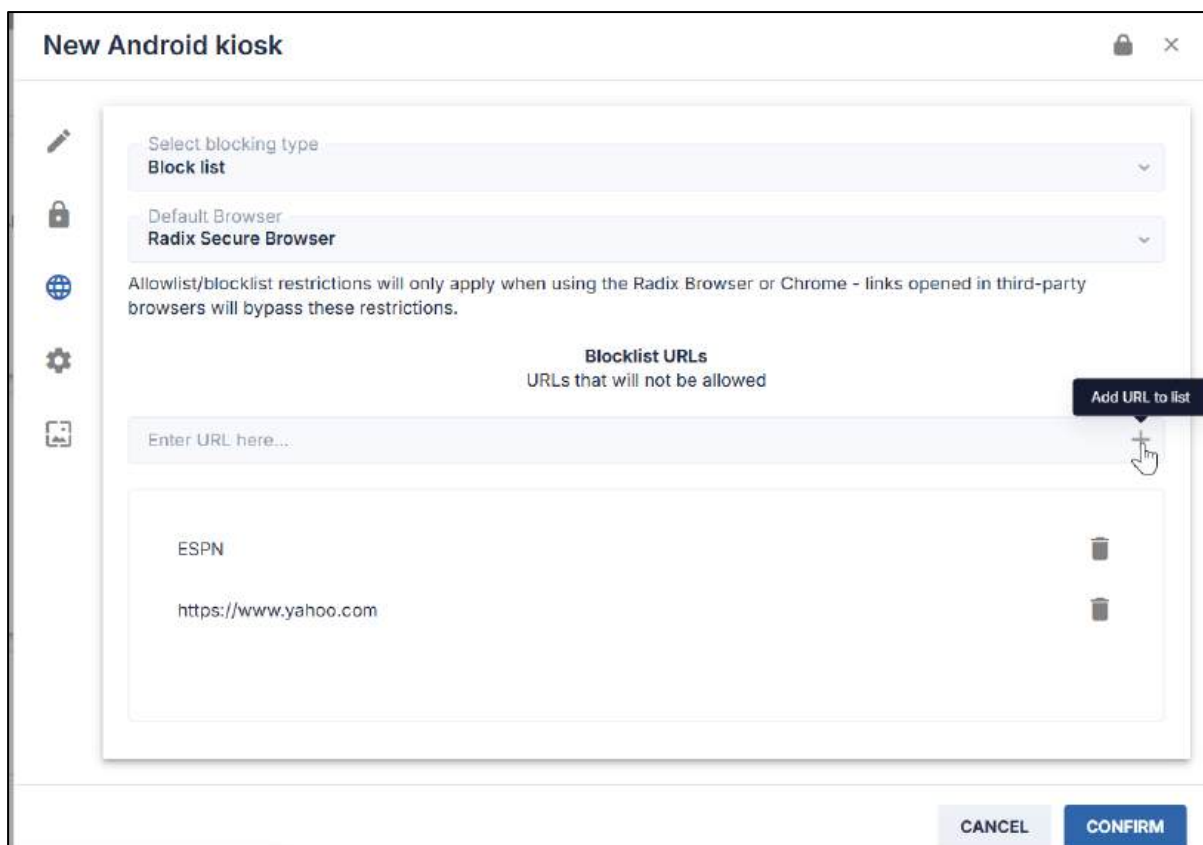 New Android kiosk
Select blocking type
Block list
Default Browser
Radix Secure Browser
Allowlist/blocklist restrictions will only apply when using the Radix Browser or Chrome - links opened in third-party
browsers will bypass these restrictions.
Blocklist URLs
URLs that will not be allowed
Add URL to list
Enter URL here...
ESPN
https://www.yahoo.com
CANCEL
CONFIRM